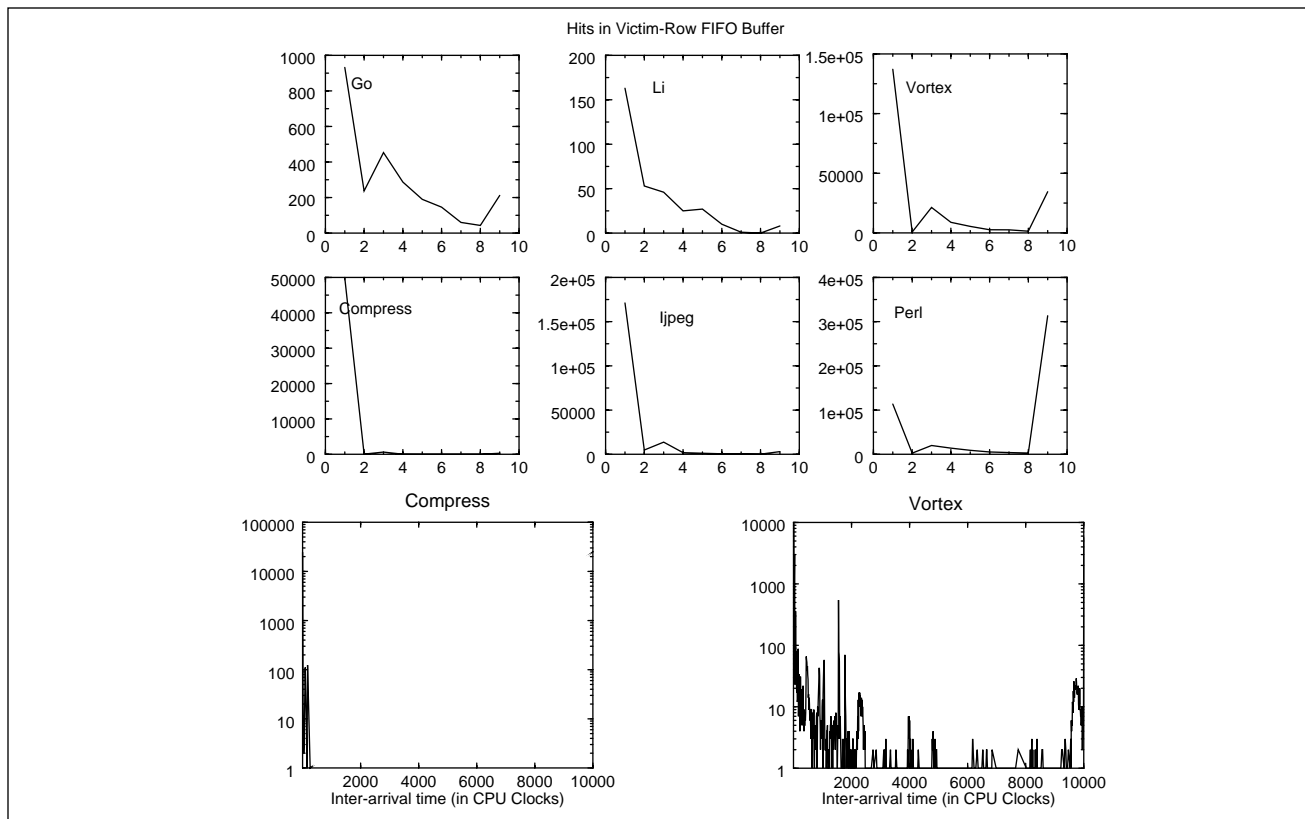 Hits in Victim-Row FIFO Buffer
1000
800
600
400
200
0
0 2 4 6 8 10
Go
200
150
100
50
0
0 2 4 6 8 10
Li
1.5e+05
1e+05
50000
0
0 2 4 6 8 10
Vortex
50000
40000
30000
20000
10000
0
0 2 4 6 8 10
Compress
2e+05
1.5e+05
1e+05
50000
0
0 2 4 6 8 10
Ijpeg
4e+05
3e+05
2e+05
1e+05
0
0 2 4 6 8 10
Perl
Compress
100000
10000
1000
100
10
1
2000 4000 6000 8000 10000
Inter-arrival time (in CPU Clocks)
Vortex
10000
1000
100
10
1
2000 4000 6000 8000 10000
Inter-arrival time (in CPU Clocks)